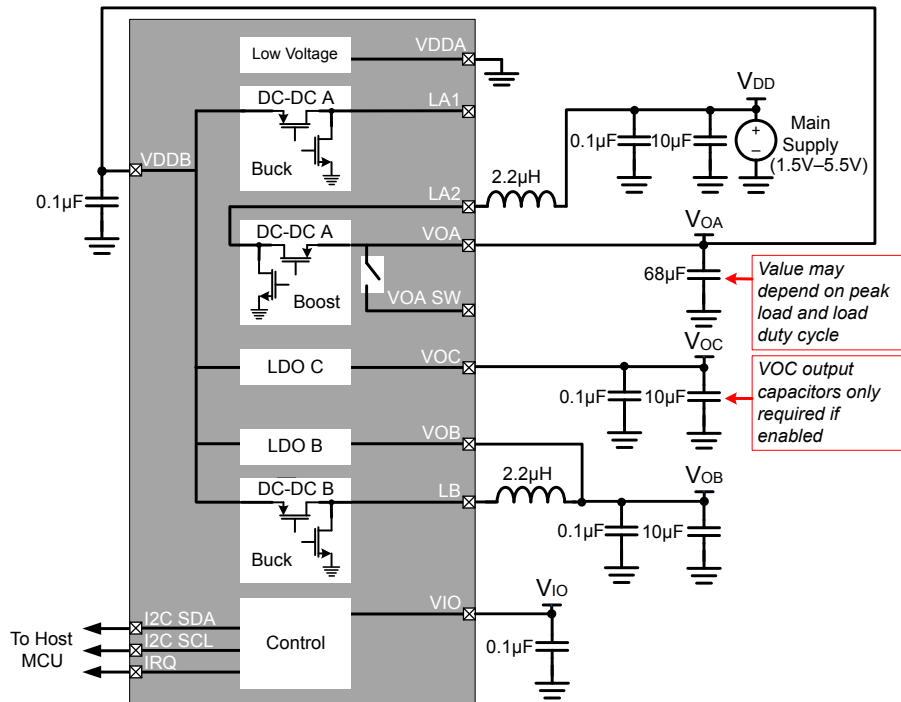 Low Voltage
VDDA
DC-DC A
LA1
Buck
VDDB
0.1µF
LA2
2.2µH
0.1µF
10µF
VDD
+
−
Main
Supply
(1.5V–5.5V)
DC-DC A
VOA
Boost
VOA SW
VOA
68µF
Value may
depend on peak
load and load
duty cycle
LDO C
VOC
VOC
0.1µF
10µF
VOC output
capacitors only
required if
enabled
LDO B
VOB
DC-DC B
LB
Buck
2.2µH
VOB
0.1µF
10µF
VIO
VIO
0.1µF
I2C SDA
I2C SCL
IRQ
Control
To Host
MCU